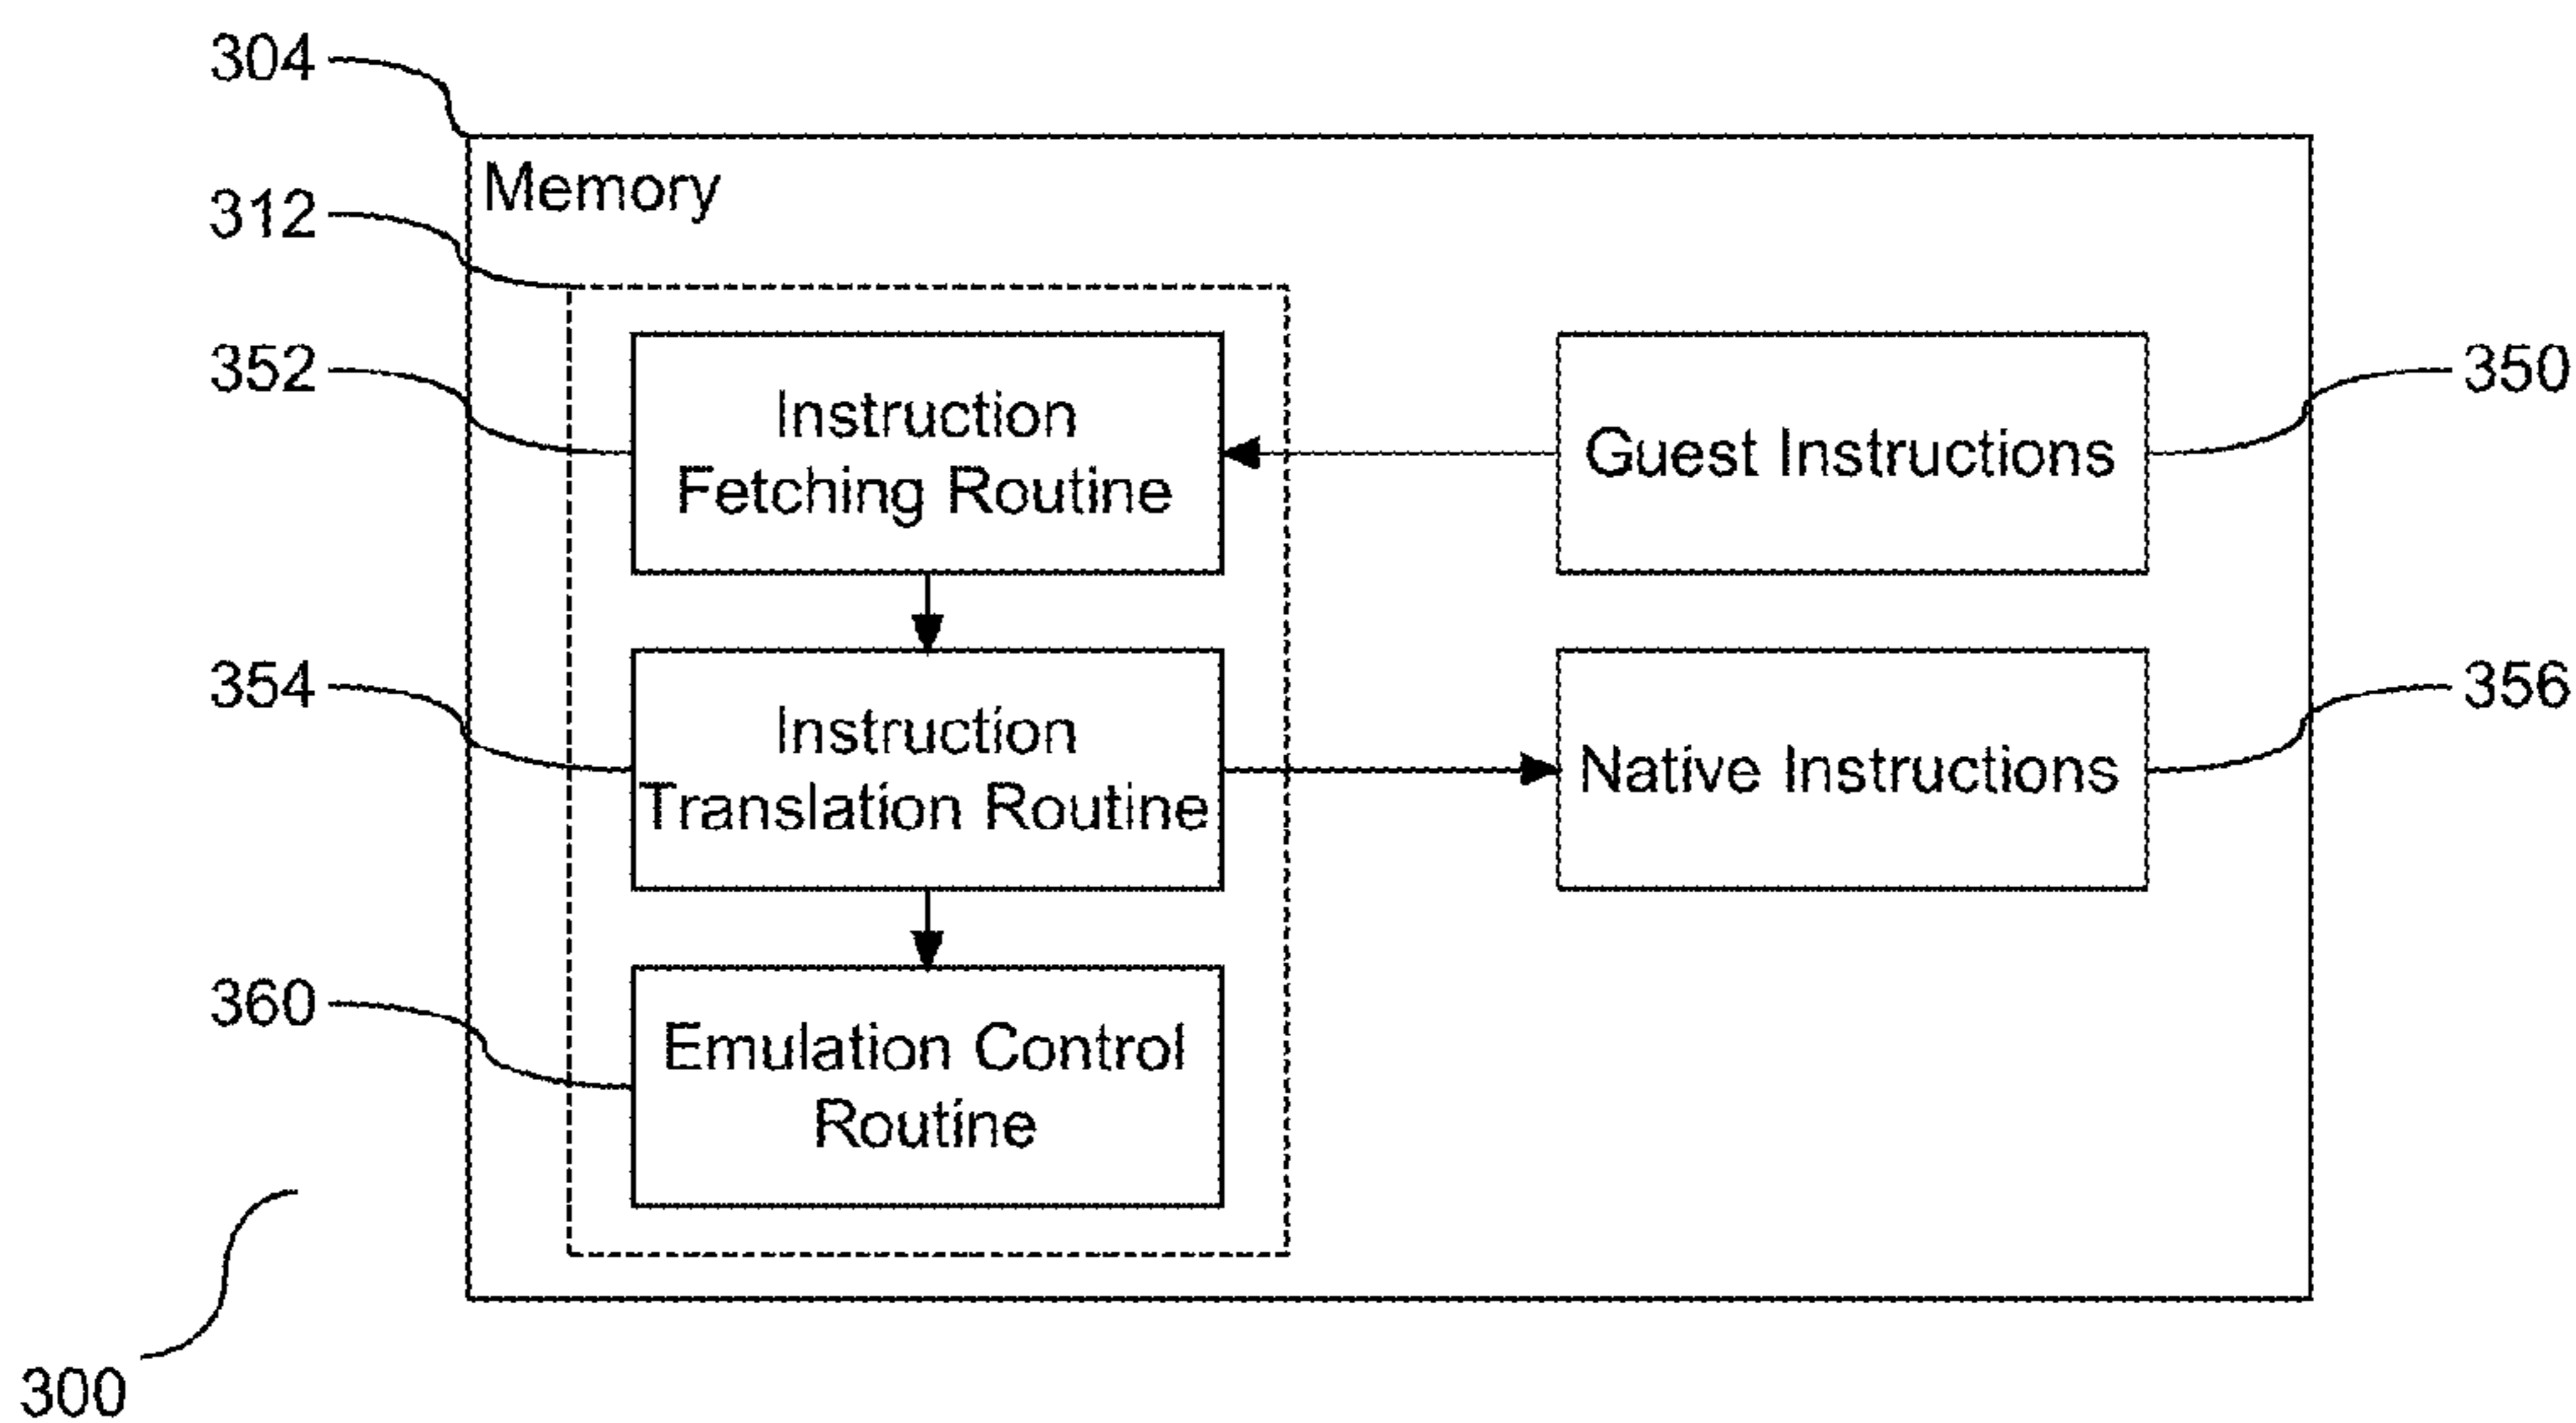 304
Memory
312
352
Instruction
Fetching Routine
Guest Instructions
350
354
Instruction
Translation Routine
Native Instructions
356
360
Emulation Control
Routine
300